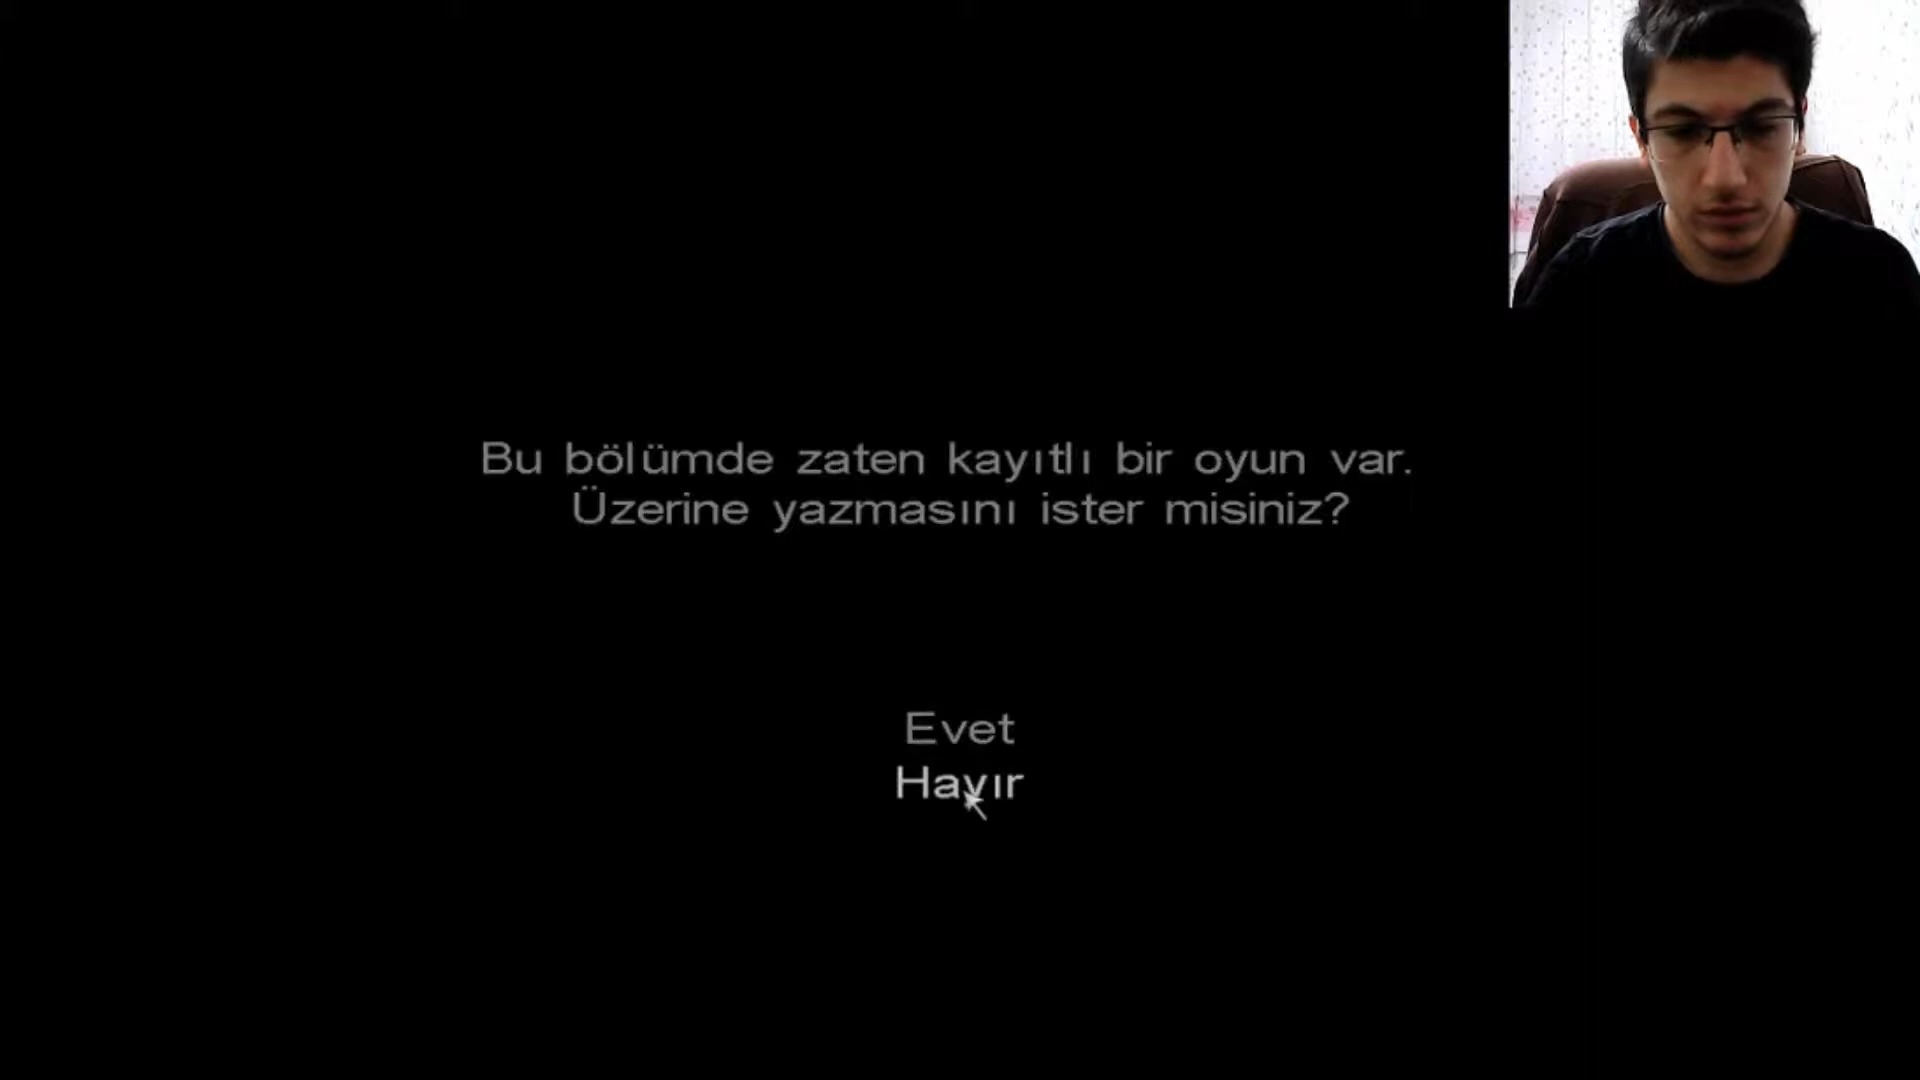 Bu bölümde zaten kayıtlı bir oyun var.
Üzerine yazmasını ister misiniz?
Evet
Hayır